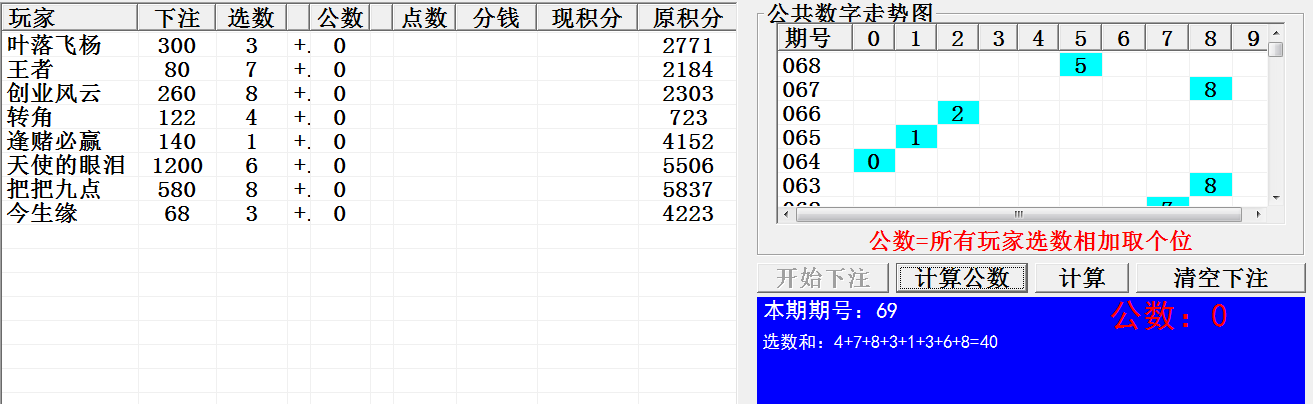 玩家 下注 选数 公数 点数 分钱 现积分 原积分
叶落飞杨 300 3 +. 0 2771
王者 80 7 +. 0 2184
创业风云 260 8 +. 0 2303
转角 122 4 +. 0 723
逢赌必赢 140 1 +. 0 4152
天使的眼泪 1200 6 +. 0 5506
把把九点 580 8 +. 0 5837
今生缘 68 3 +. 0 4223
公共数字走势图
期号 0 1 2 3 4 5 6 7 8 9
068 5
067 8
066 2
065 1
064 0
063 8
公数=所有玩家选数相加取个位
开始下注 计算公数 计算 清空下注
本期期号：69 公数：0
选数和：4+7+8+3+1+3+6+8=40